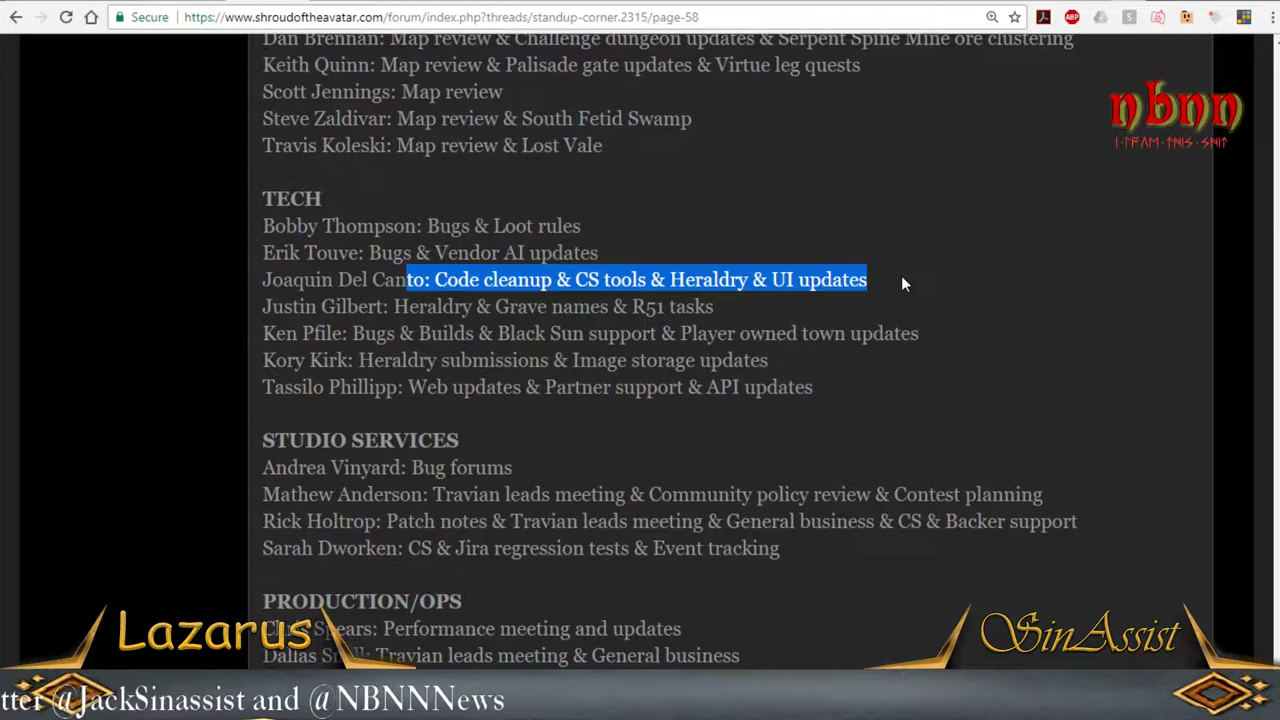 Secure https://www.shroudoftheavatar.com/forum/index.php?threads/standup-corner.2315/page-58
Dan Brennan: Map review & Challenge dungeon updates & Serpent Spine Mine ore clustering
Keith Quinn: Map review & Palisade gate updates & Virtue leg quests
Scott Jennings: Map review
Steve Zaldivar: Map review & South Fetid Swamp
Travis Koleski: Map review & Lost Vale
nbnn
TECH
Bobby Thompson: Bugs & Loot rules
Erik Touve: Bugs & Vendor AI updates
Joaquin Del Canto: Code cleanup & CS tools & Heraldry & UI updates
Justin Gilbert: Heraldry & Grave names & R51 tasks
Ken Pfile: Bugs & Builds & Black Sun support & Player owned town updates
Kory Kirk: Heraldry submissions & Image storage updates
Tassilo Phillipp: Web updates & Partner support & API updates
STUDIO SERVICES
Andrea Vinyard: Bug forums
Mathew Anderson: Travian leads meeting & Community policy review & Contest planning
Rick Holtrop: Patch notes & Travian leads meeting & General business & CS & Backer support
Sarah Dworken: CS & Jira regression tests & Event tracking
PRODUCTION/OPS
Spears: Performance meeting and updates
Dallas Travian leads meeting & General business
Lazarus
SinAssist
tter @JackSinassist and @NBNNNews